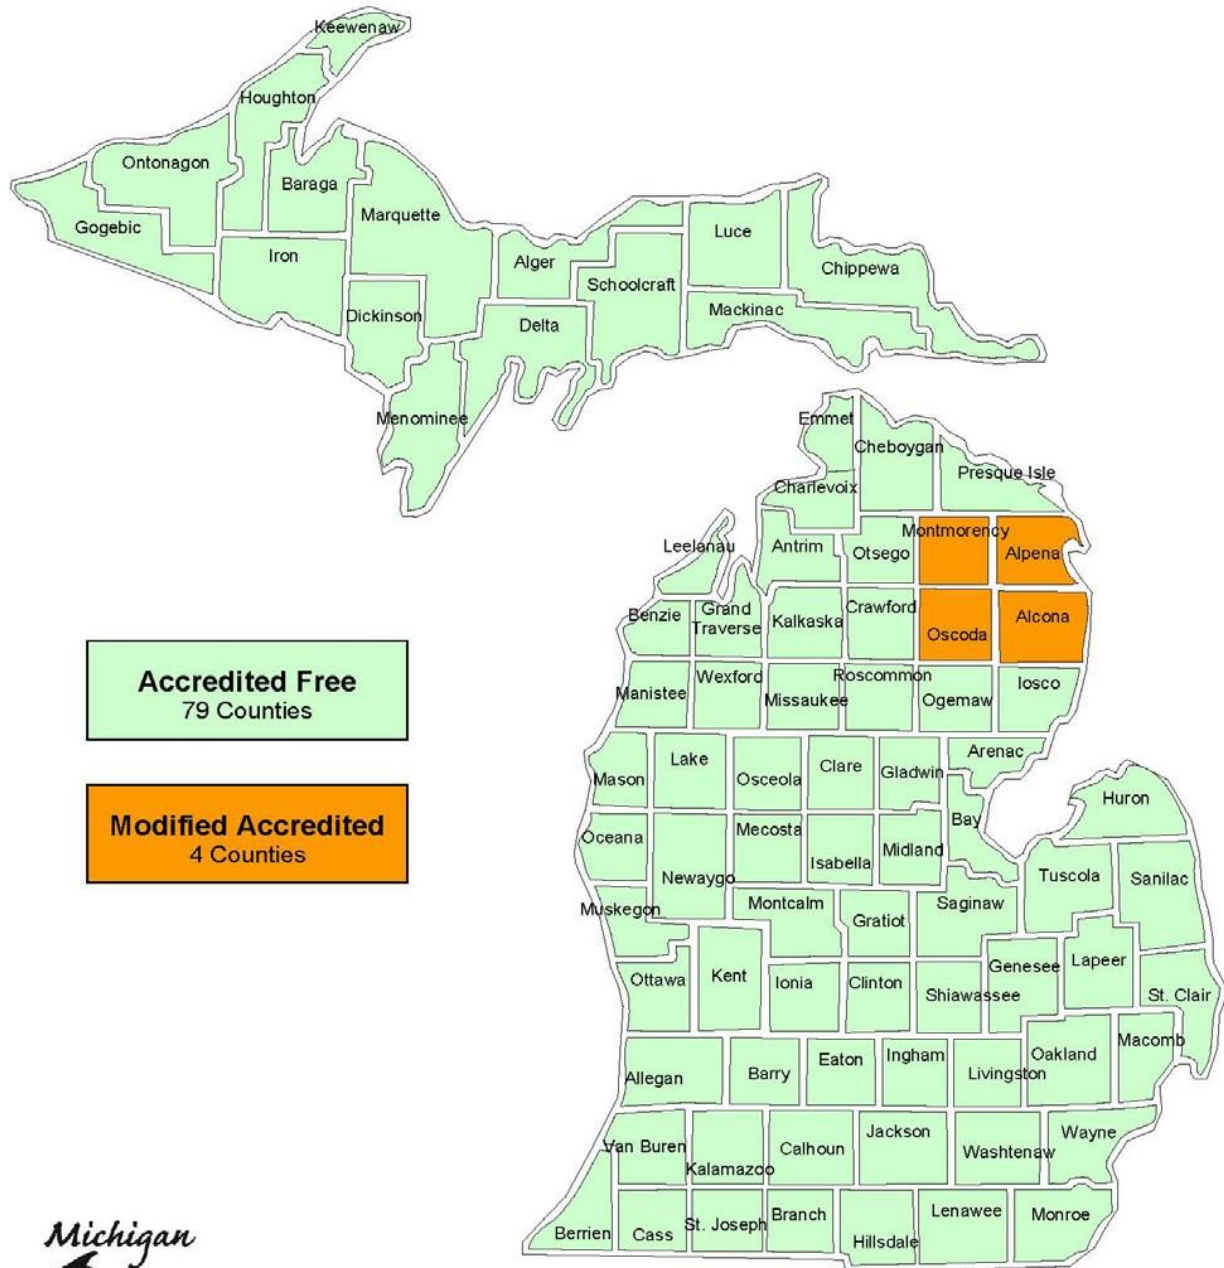 Keewenaw
Houghton
Ontonagon
Baraga
Marquette
Gogebic
Iron
Luce
Alger
Chippewa
Schoolcraft
Dickinson
Delta
Mackinac
Menominee
Emmet
Cheboygan
Presque Isle
Charlevoix
Leelanau
Antrim
Otsego
Montmorency
Alpena
Benzie
Grand
Traverse
Kalkaska
Crawford
Oscoda
Alcona
Manistee
Wexford
Missaukee
Roscommon
Ogemaw
Iosco
Accredited Free
79 Counties
Mason
Lake
Osceola
Clare
Gladwin
Arenac
Modified Accredited
4 Counties
Oceana
Newaygo
Mecosta
Isabella
Midland
Bay
Huron
Muskegon
Montcalm
Gratiot
Saginaw
Tuscola
Sanilac
Ottawa
Kent
Ionia
Clinton
Shiawassee
Genesee
Lapeer
St. Clair
Allegan
Barry
Eaton
Ingham
Livingston
Oakland
Macomb
Van Buren
Kalamazoo
Calhoun
Jackson
Washtenaw
Wayne
Berrien
Cass
St. Joseph
Branch
Hillsdale
Lenawee
Monroe
Michigan